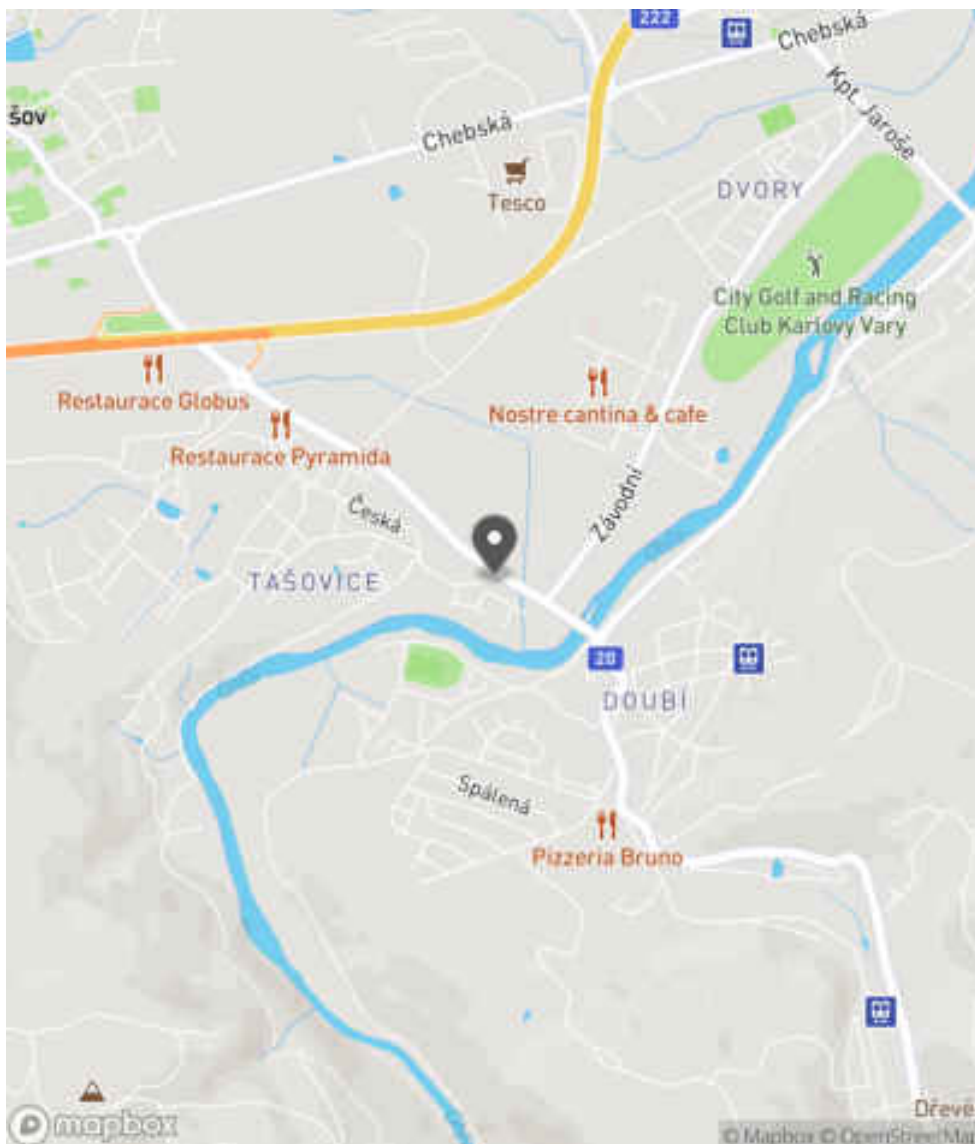 222
Chebská
Kpt. Jaroše
šov
Chebská
Tesco
DVORY
City Golf and Racing
Club Karlovy Vary
Restaurace Globus
Nostre cantina & cafe
Restaurace Pyramida
Česká
Závodní
TAŠOVICE
20
DOUBÍ
Spálená
Pizzeria Bruno
Dřeve
mapbox
© Mapbox © OpenStreetMa